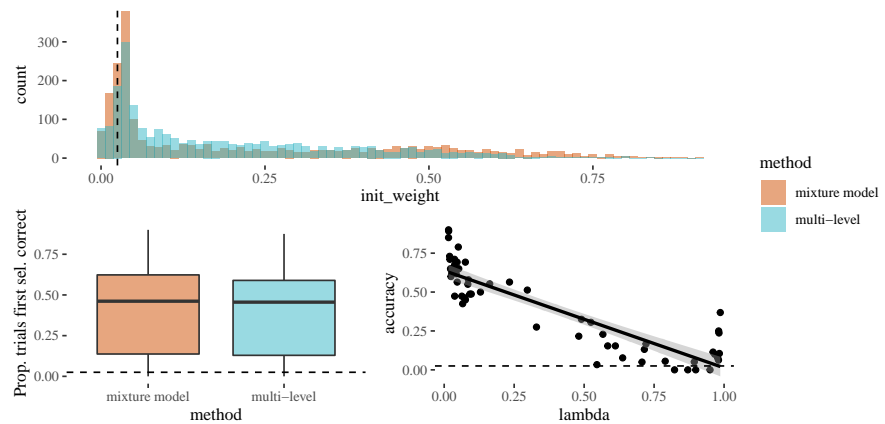 300
200
100
0
count
0.00
0.25
0.50
0.75
init_weight
method
mixture model
multi−level
0.75
0.50
0.25
0.00
Prop. trials first sel. correct
mixture model
multi−level
method
0.75
0.50
0.25
0.00
accuracy
0.00
0.25
0.50
0.75
1.00
lambda